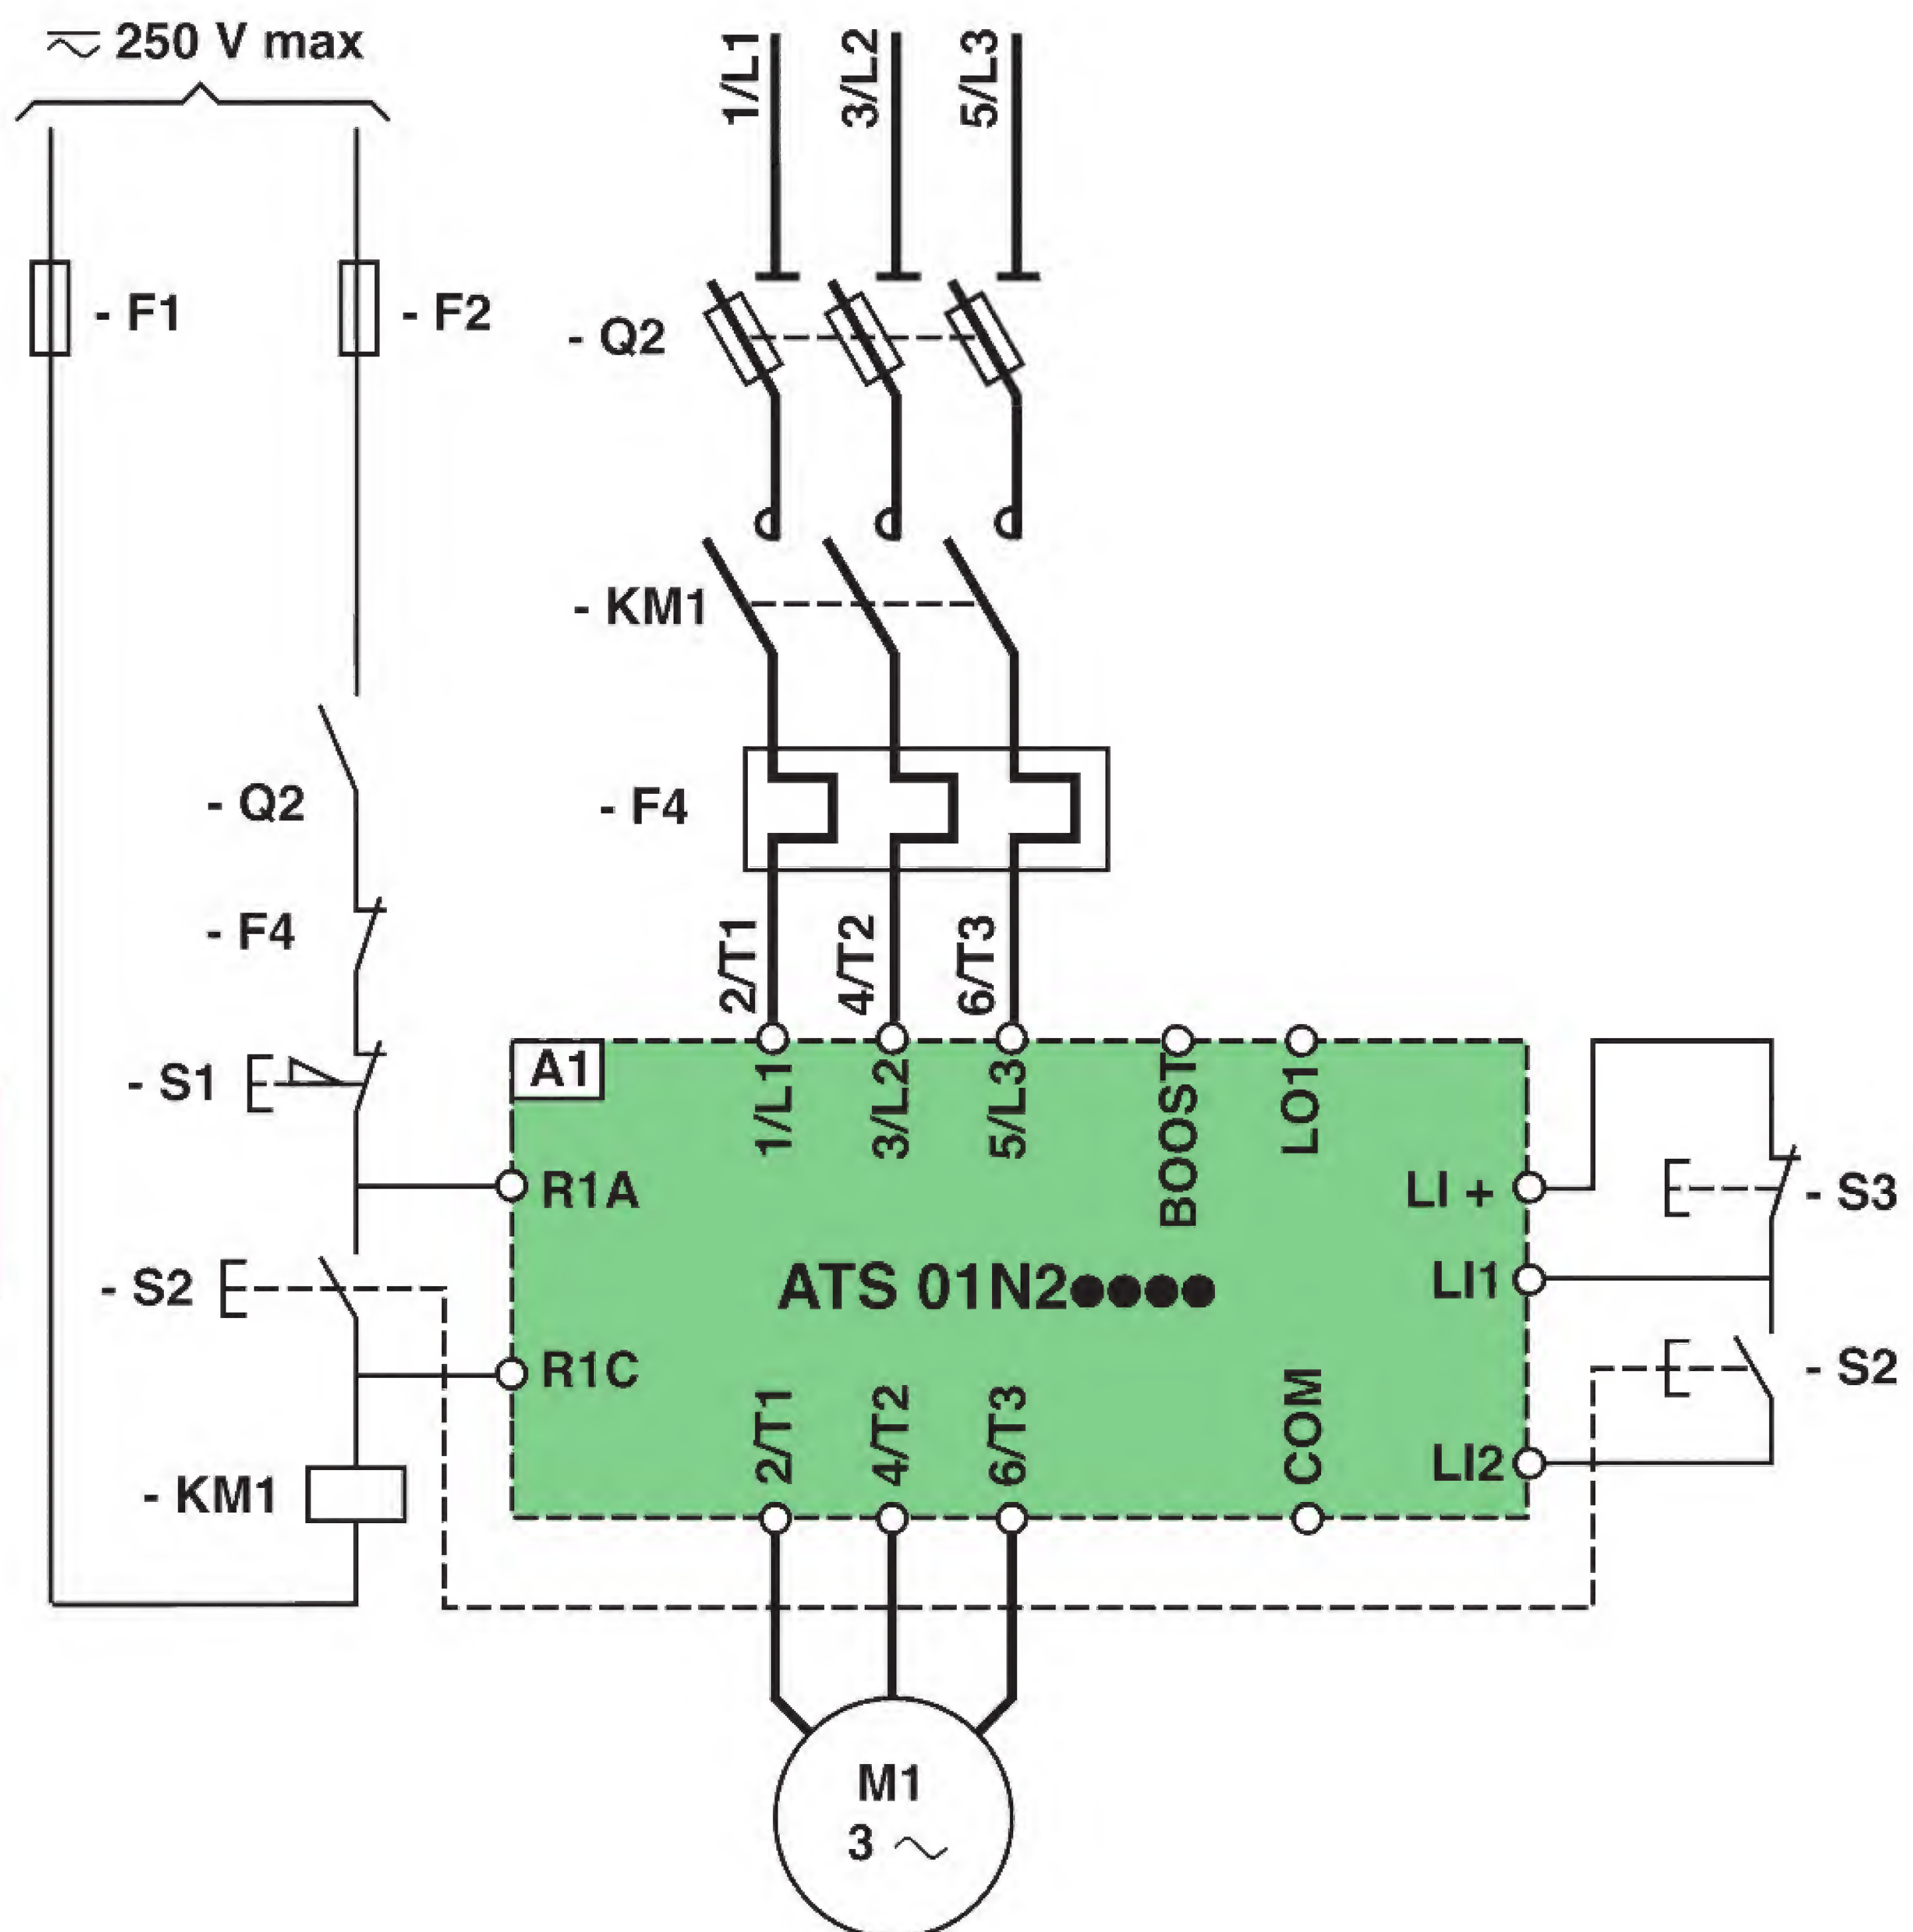 250 V max
1/L1
3/L2
5/L3
- F1
- F2
- Q2
- KM1
- Q2
- F4
- F4
2/T1
4/T2
6/T3
- S1
A1
1/L1
3/L2
5/L3
BOOST
LO1
R1A
LI +
- S3
- S2
ATS 01N2●●●●
LI1
R1C
- S2
2/T1
4/T2
6/T3
COM
LI2
- KM1
M1
3 ~